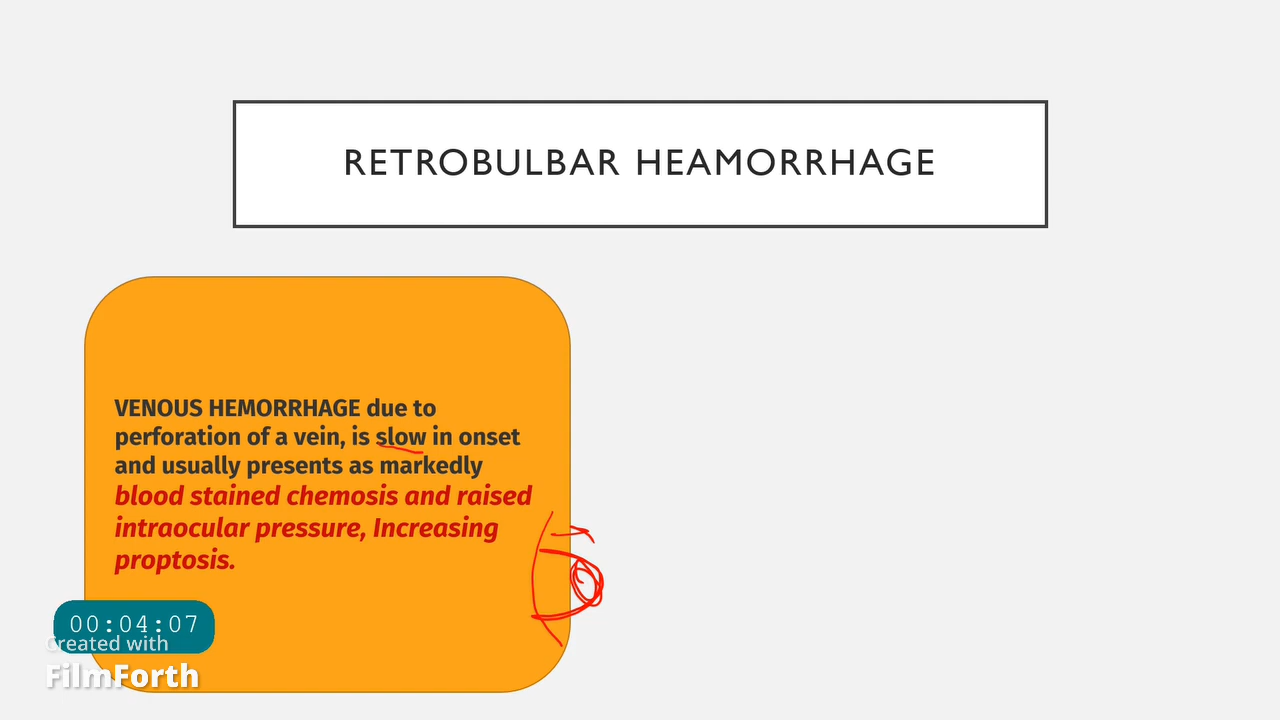 RETROBULBAR HEAMORRHAGE
VENOUS HEMORRHAGE due to
perforation of a vein, is slow in onset
and usually presents as markedly
blood stained chemosis and raised
intraocular pressure, Increasing
proptosis.
00:04:07
Created with
FilmForth